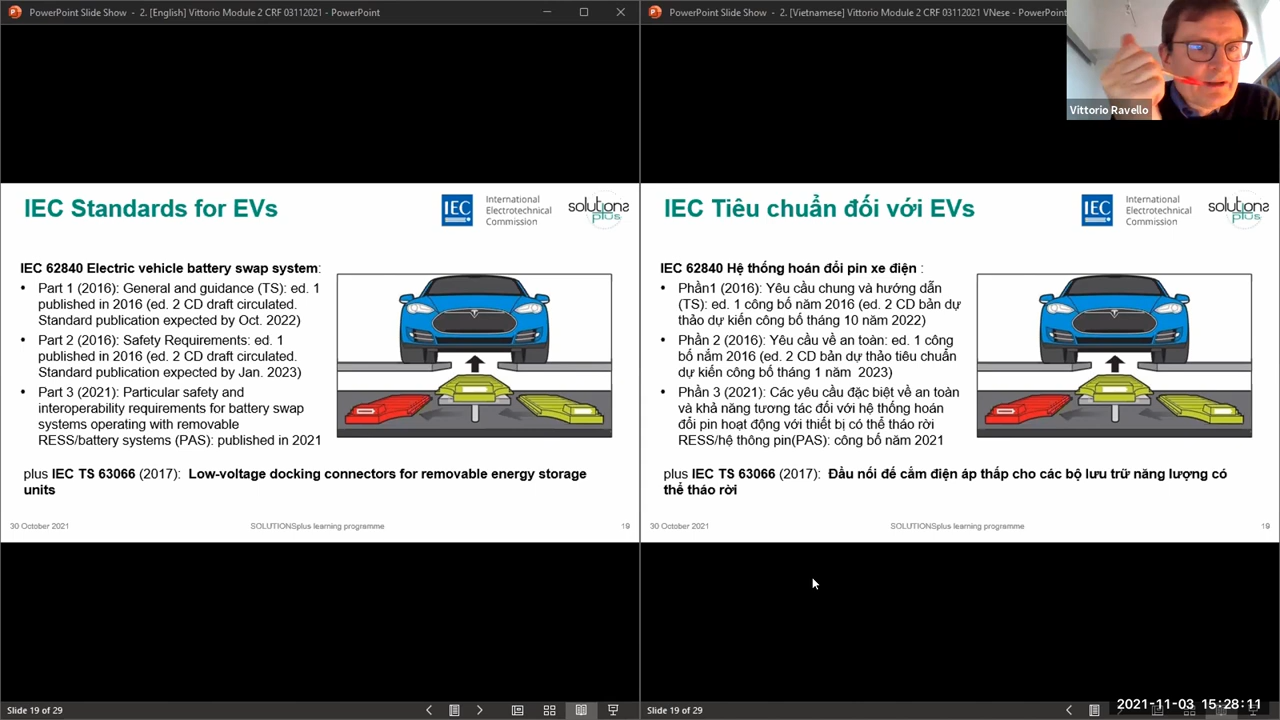 PowerPoint Slide Show - 2. [English] Vittorio Module 2 CRF 03112021 - PowerPoint
IEC Standards for EVs
IEC
International
Electrotechnical
Commission
solutions
plus
IEC 62840 Electric vehicle battery swap system:
• Part 1 (2016): General and guidance (TS): ed. 1
published in 2016 (ed. 2 CD draft circulated.
Standard publication expected by Oct. 2022)
• Part 2 (2016): Safety Requirements: ed. 1
published in 2016 (ed. 2 CD draft circulated.
Standard publication expected by Jan. 2023)
• Part 3 (2021): Particular safety and
interoperability requirements for battery swap
systems operating with removable
RESS/battery systems (PAS): published in 2021
plus IEC TS 63066 (2017): Low-voltage docking connectors for removable energy storage
units
30 October 2021
SOLUTIONSplus learning programme
19
Slide 19 of 29
PowerPoint Slide Show - 2. [Vietnamese] Vittorio Module 2 CRF 03112021 VNese - PowerPoint
Vittorio Ravello
IEC Tiêu chuẩn đối với EVs
IEC
International
Electrotechnical
Commission
solutions
plus
IEC 62840 Hệ thống hoán đổi pin xe điện :
• Phần1 (2016): Yêu cầu chung và hướng dẫn
(TS): ed. 1 công bố năm 2016 (ed. 2 CD bản dự
thảo dự kiến công bố tháng 10 năm 2022)
• Phần 2 (2016): Yêu cầu về an toàn: ed. 1 công
bố nắm 2016 (ed. 2 CD bản dự thảo tiêu chuẩn
dự kiến công bố tháng 1 năm 2023)
• Phần 3 (2021): Các yêu cầu đặc biệt về an toàn
và khả năng tương tác đối với hệ thống hoán
đổi pin hoạt động với thiết bị có thể tháo rời
RESS/hệ thông pin(PAS): công bố năm 2021
plus IEC TS 63066 (2017): Đầu nối để cắm điện áp thấp cho các bộ lưu trữ năng lượng có
thể tháo rời
30 October 2021
SOLUTIONSplus learning programme
19
Slide 19 of 29
2021-11-03 15:28:11